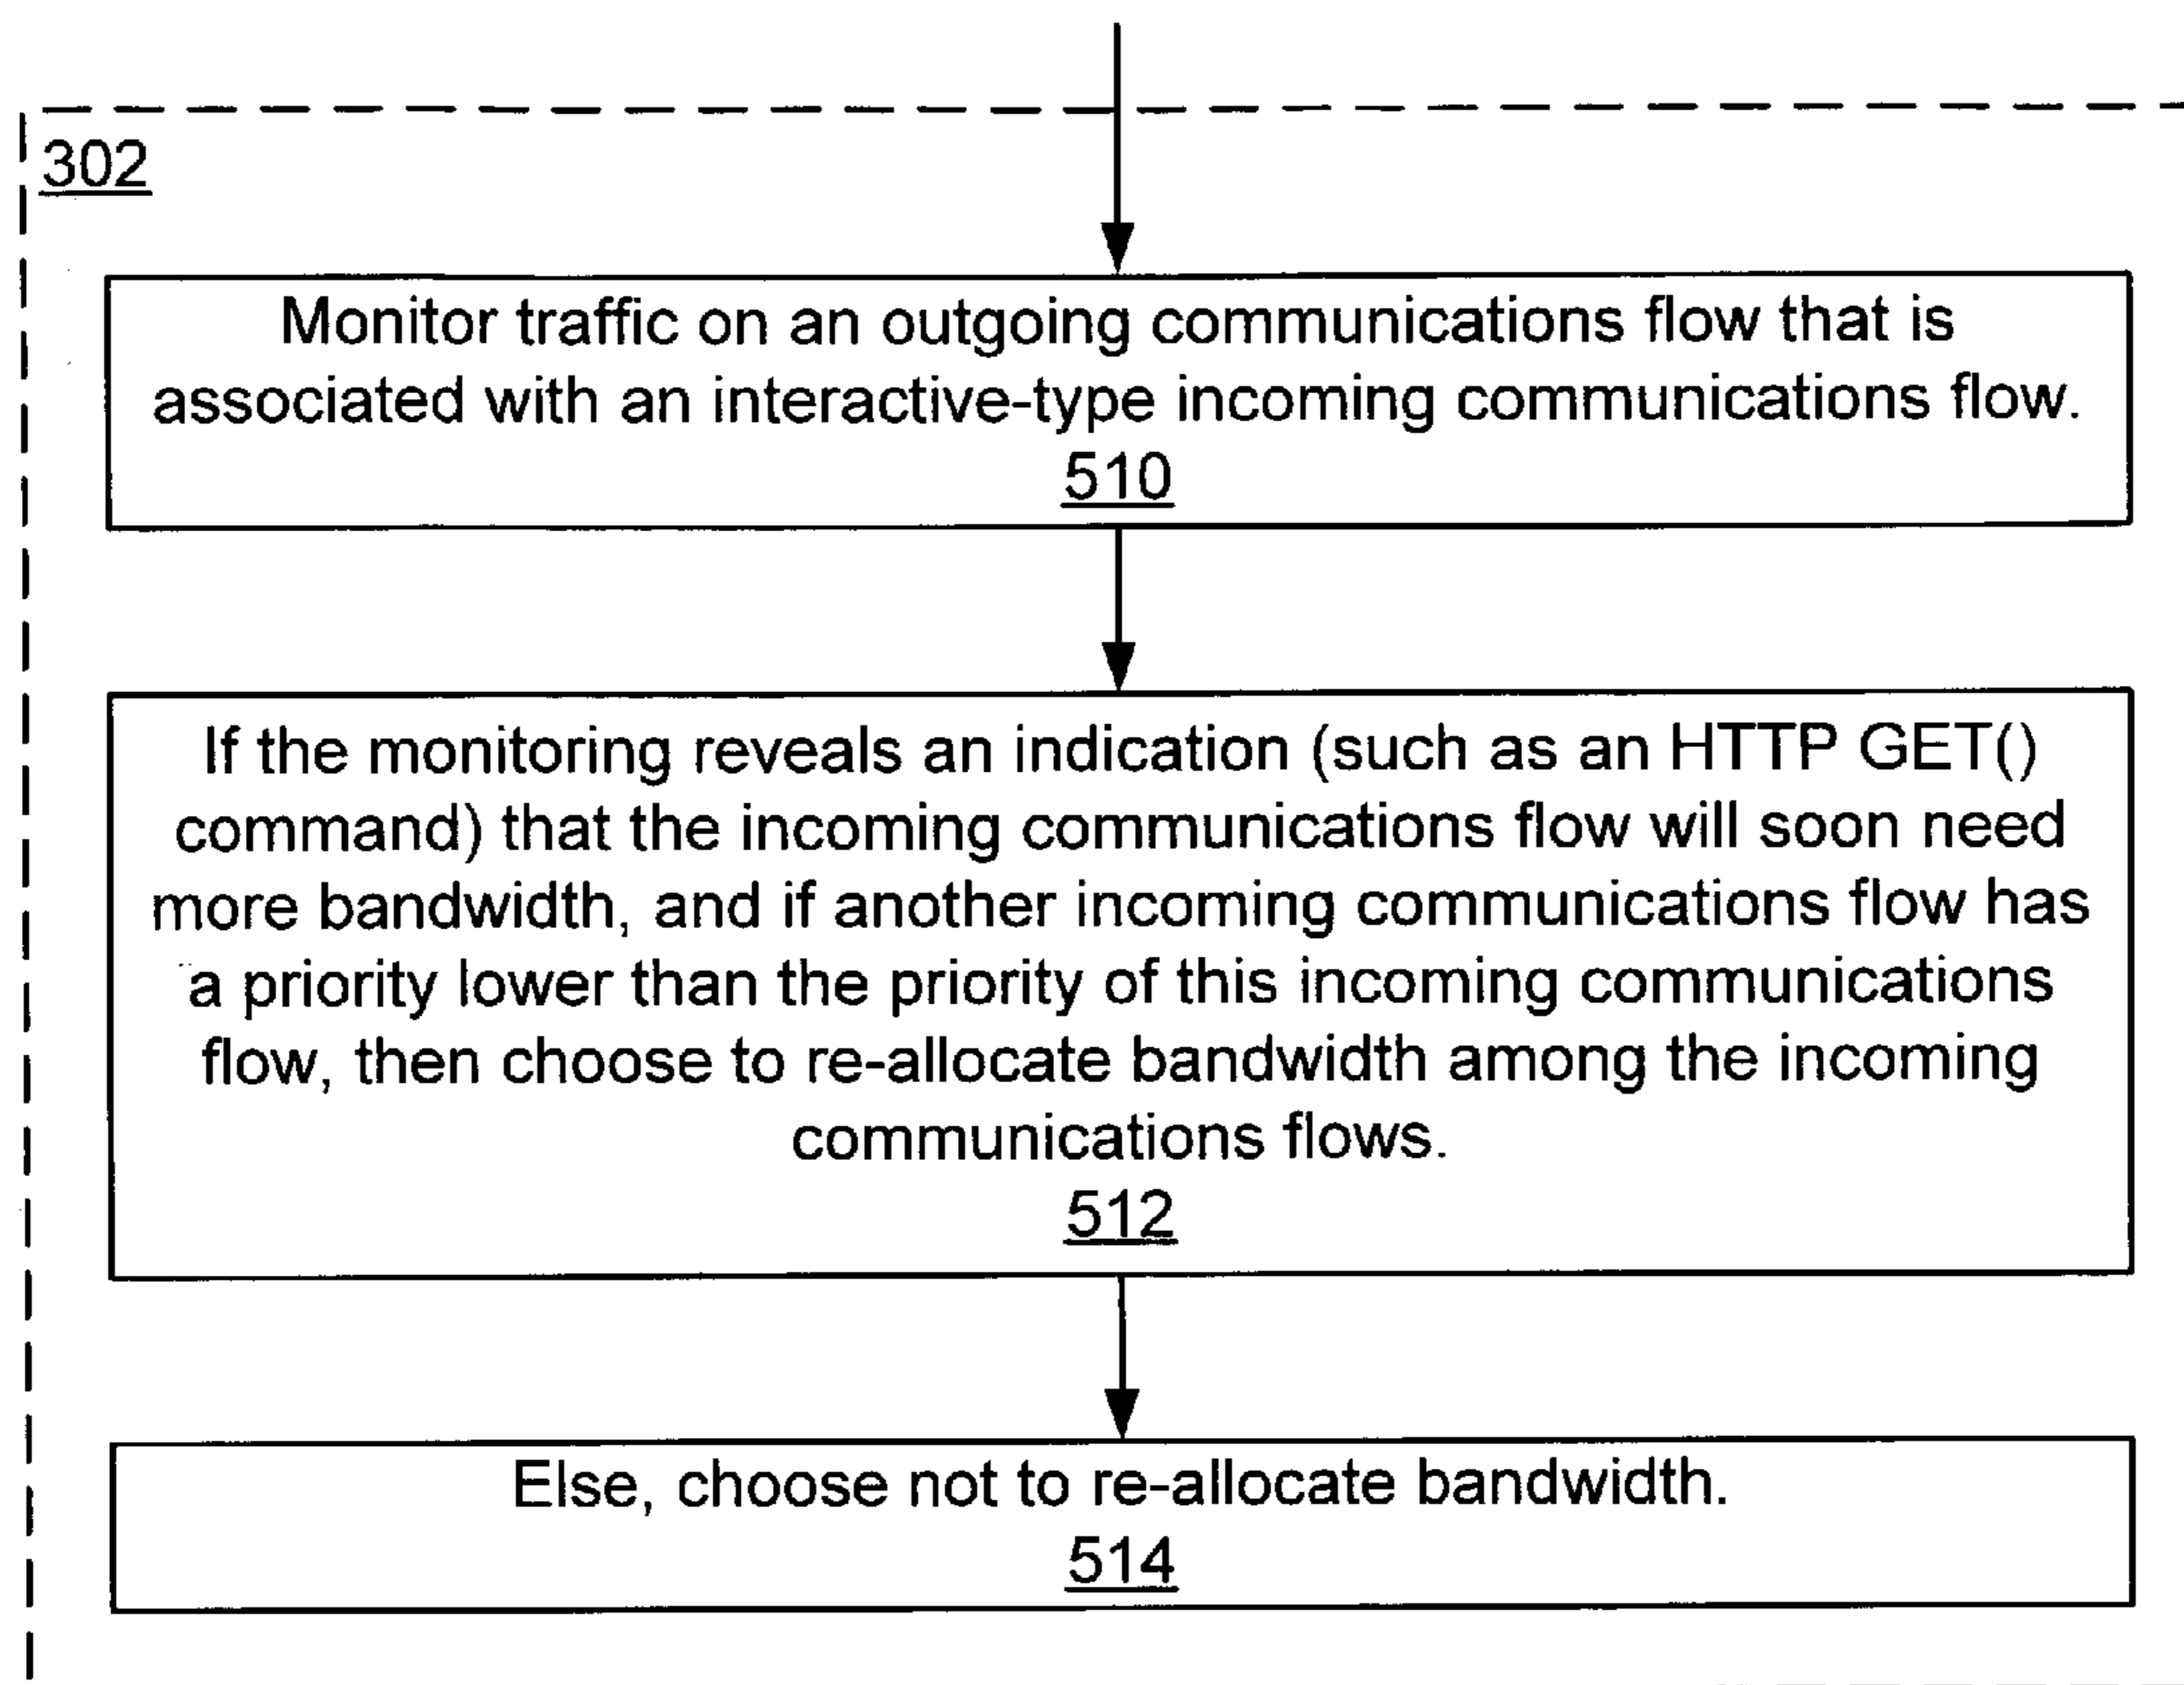 302
Monitor traffic on an outgoing communications flow that is
associated with an interactive-type incoming communications flow.
510
If the monitoring reveals an indication (such as an HTTP GET()
command) that the incoming communications flow will soon need
more bandwidth, and if another incoming communications flow has
a priority lower than the priority of this incoming communications
flow, then choose to re-allocate bandwidth among the incoming
communications flows.
512
Else, choose not to re-allocate bandwidth.
514